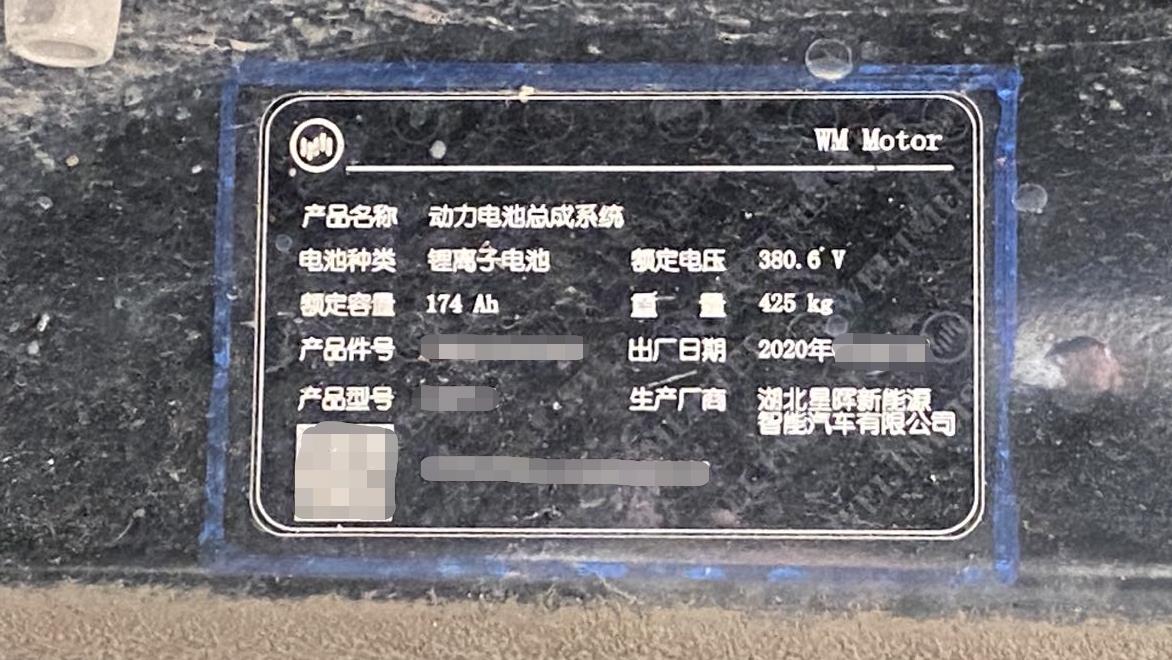 WM Motor
产品名称 动力电池总成系统
电池种类 锂离子电池 额定电压 380.6 V
额定容量 174 Ah 重量 425 kg
产品件号 出厂日期 2020年
产品型号 生产厂商 湖北星晖新能源
智能汽车有限公司